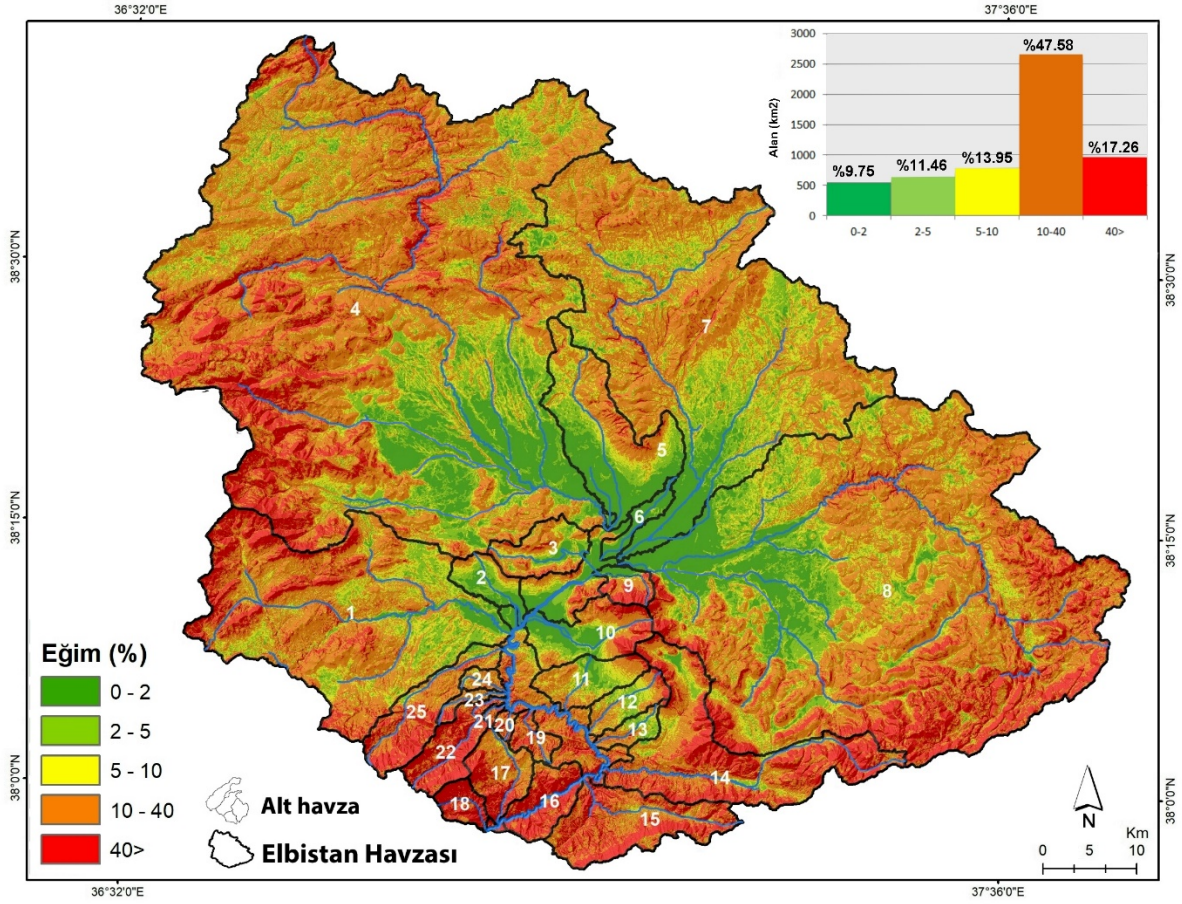 36°32'0"E
37°36'0"E
3000
2500
2000
1500
1000
500
0
Alan (km2)
%9.75
%11.46
%13.95
%47.58
%17.26
0-2
2-5
5-10
10-40
40>
38°30'0"N
38°30'0"N
38°15'0"N
38°15'0"N
38°0'0"N
38°0'0"N
4
7
5
6
3
2
9
8
1
10
11
24
12
23
25
21
20
13
19
22
17
14
18
16
15
Eğim (%)
0 - 2
2 - 5
5 - 10
10 - 40
40>
Alt havza
Elbistan Havzası
N
Km
0 5 10
36°32'0"E
37°36'0"E